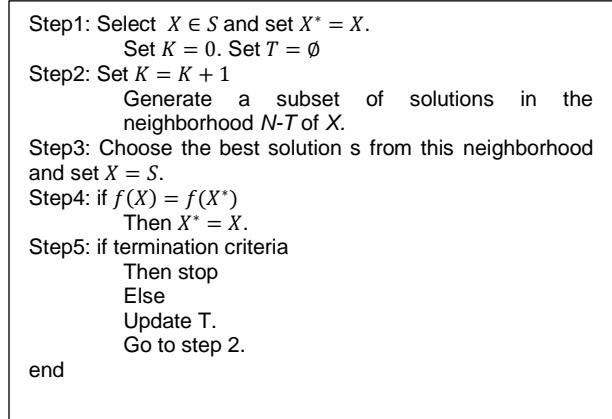 Step1: Select X ∈ S and set X* = X.
Set K = 0. Set T = ∅
Step2: Set K = K + 1
Generate a subset of solutions in the
neighborhood N-T of X.
Step3: Choose the best solution s from this neighborhood
and set X = S.
Step4: if f(X) = f(X*)
Then X* = X.
Step5: if termination criteria
Then stop
Else
Update T.
Go to step 2.
end